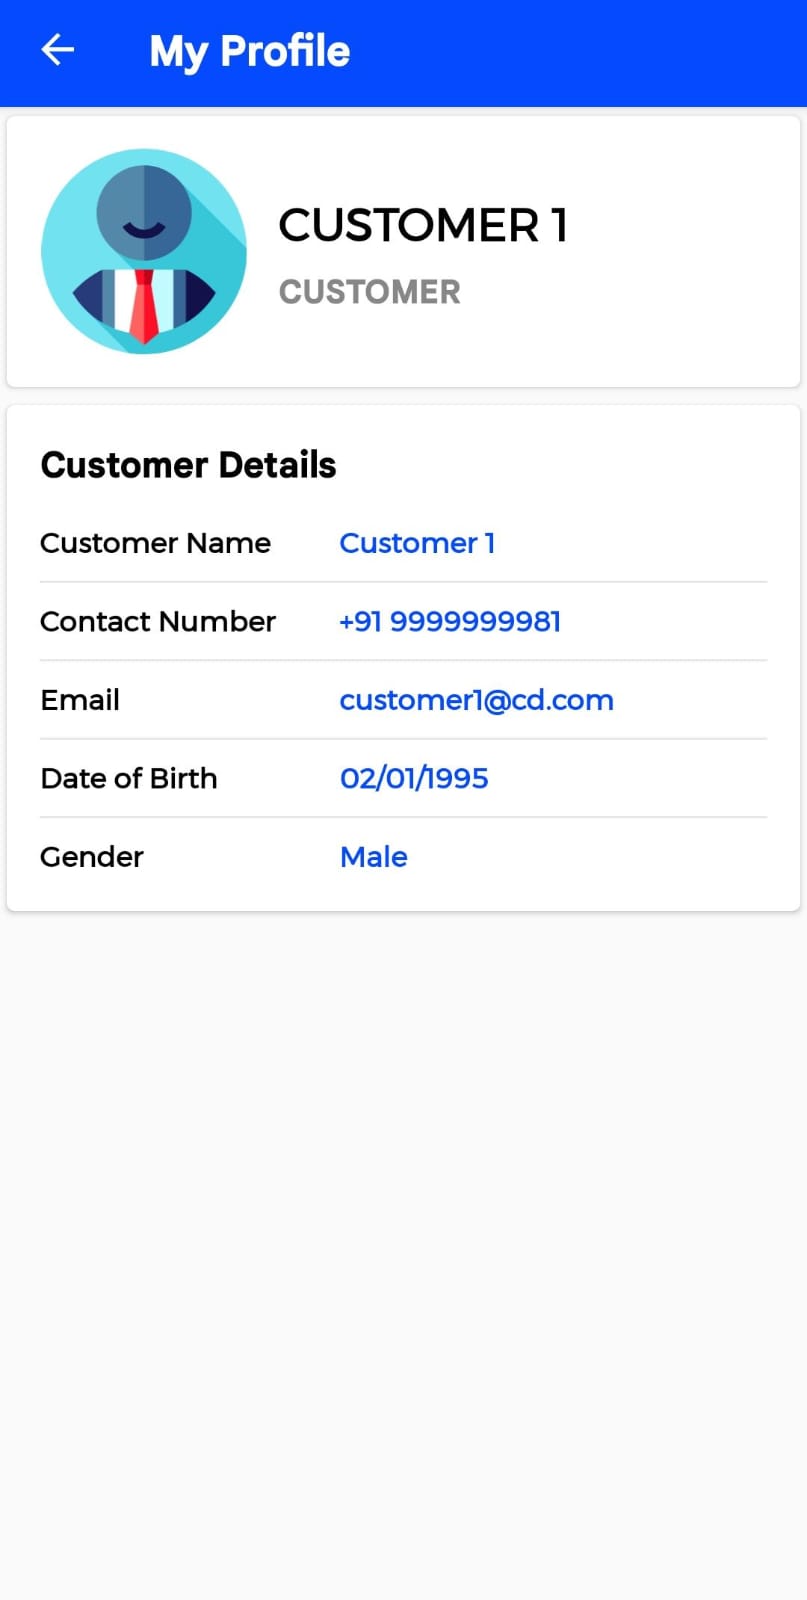 My Profile
CUSTOMER 1
CUSTOMER
Customer Details
Customer Name Customer 1
Contact Number +91 9999999981
Email customer1@cd.com
Date of Birth 02/01/1995
Gender Male